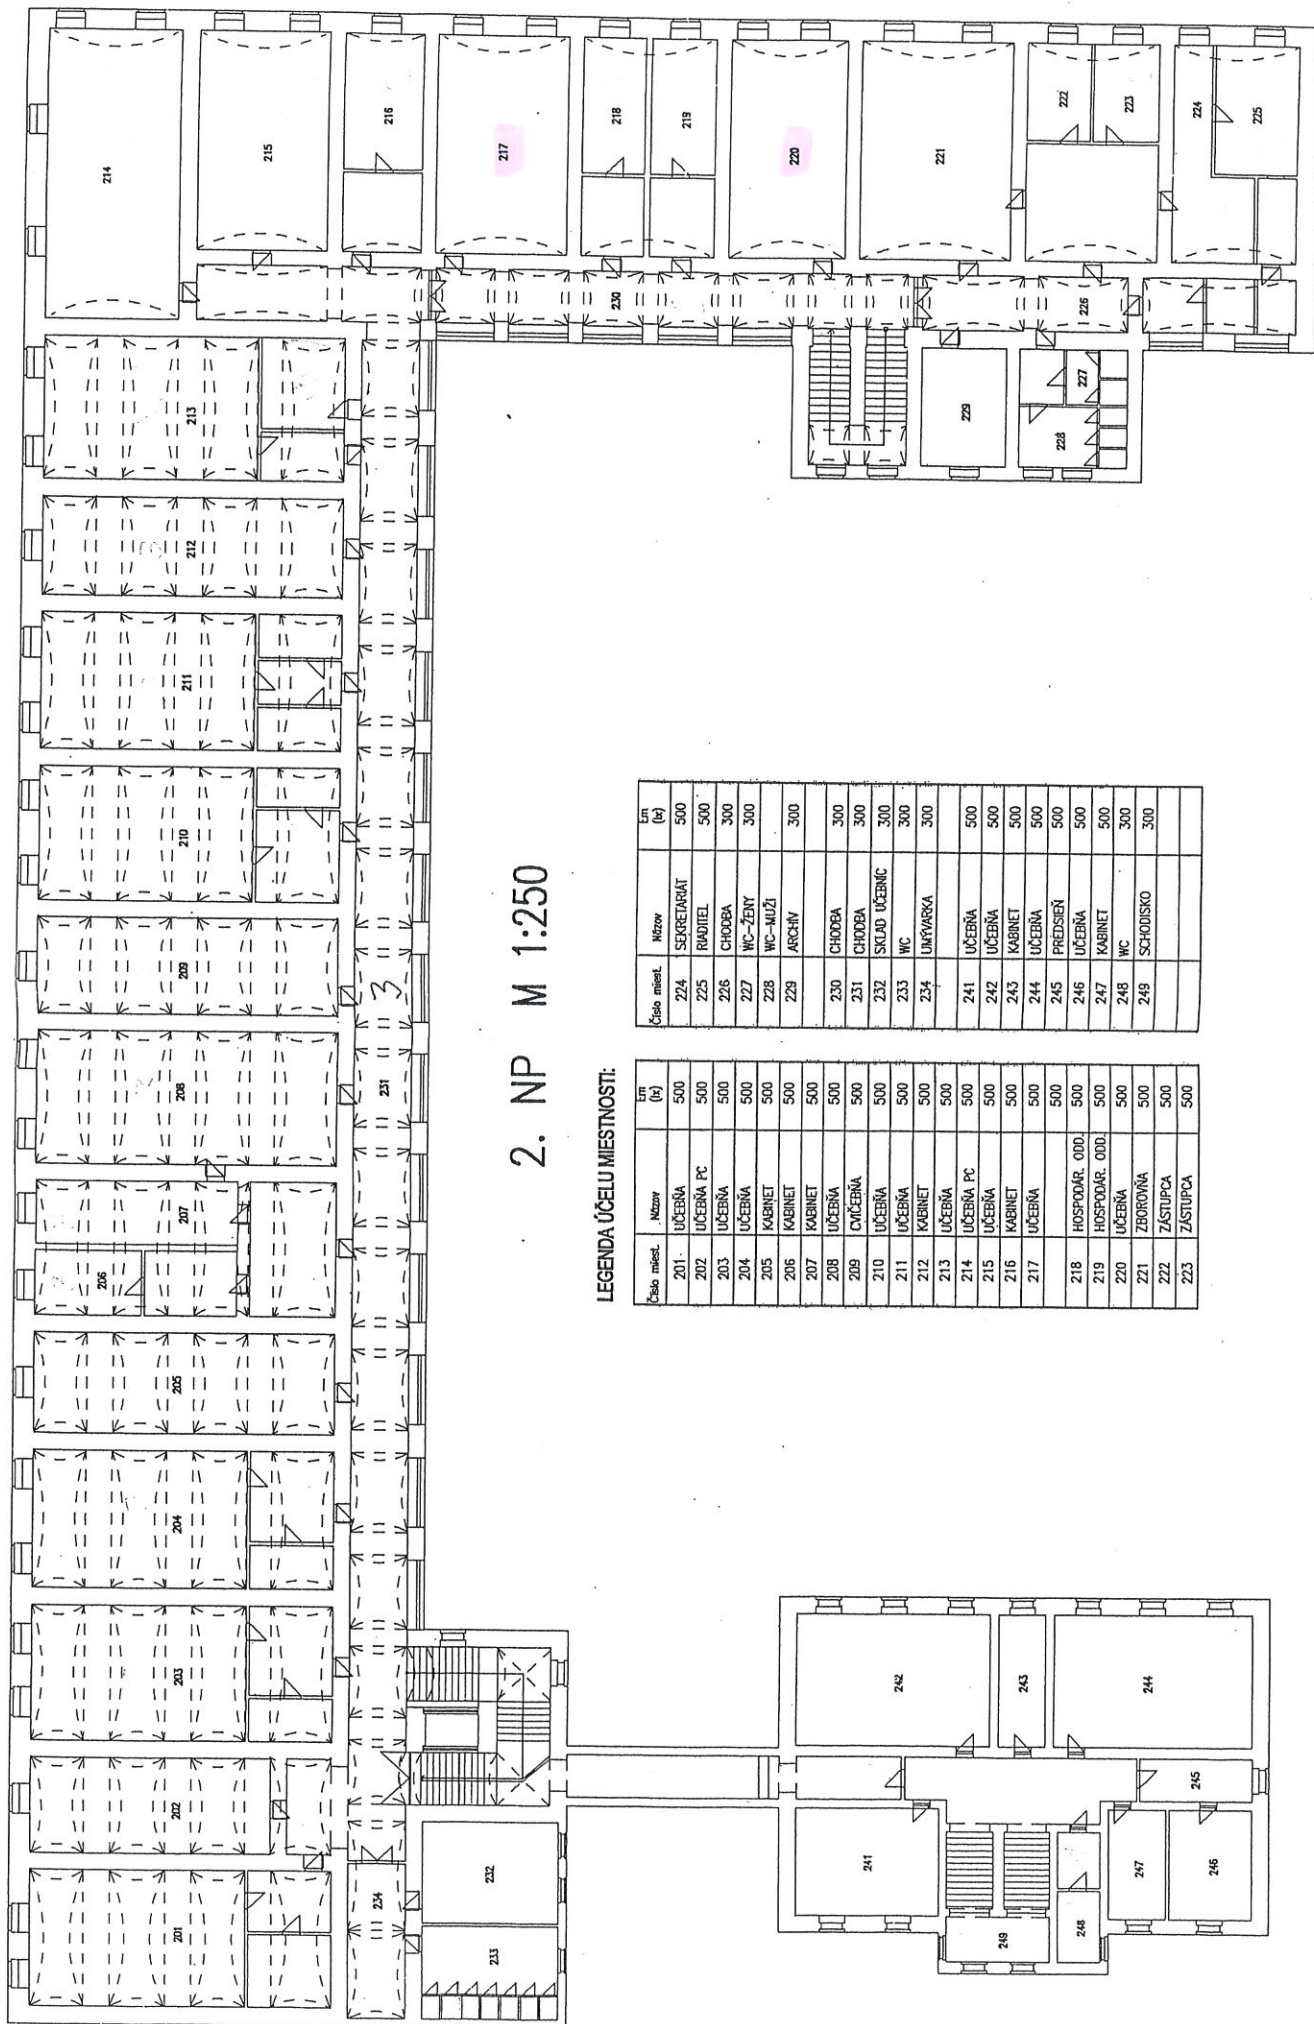 201
202
203
204
205
206
207
208
209
210
211
212
213
214
215
216
217
218
219
220
221
222
223
224
225
226
227
228
229
230
231
3
234
232
233
241
242
243
244
245
246
247
248
249
2. NP M 1:250
LEGENDA ÚČELU MIESTNOSTI:
Číslo miest. Názov Em (lx)
201 UČEBŇA 500
202 UČEBŇA PC 500
203 UČEBŇA 500
204 UČEBŇA 500
205 KABINET 500
206 KABINET 500
207 KABINET 500
208 UČEBŇA 500
209 CVIČEBŇA 500
210 UČEBŇA 500
211 UČEBŇA 500
212 KABINET 500
213 UČEBŇA 500
214 UČEBŇA PC 500
215 UČEBŇA 500
216 KABINET 500
217 UČEBŇA 500
218 HOSPODÁR. ODD. 500
219 HOSPODÁR. ODD. 500
220 UČEBŇA 500
221 ZBOROVŇA 500
222 ZÁSTUPCA 500
223 ZÁSTUPCA 500
Číslo miest. Názov Em (lx)
224 SEKRETARIÁT 500
225 RIADITEL 500
226 CHODBA 300
227 WC-ŽENY 300
228 WC-MUŽI
229 ARCHÍV 300
230 CHODBA 300
231 CHODBA 300
232 SKLAD UČEBNÍC 300
233 WC 300
234 UMÝVARKA 300
241 UČEBŇA 500
242 UČEBŇA 500
243 KABINET 500
244 UČEBŇA 500
245 PREDSIEŇ 500
246 UČEBŇA 500
247 KABINET 500
248 WC 300
249 SCHODISKO 300